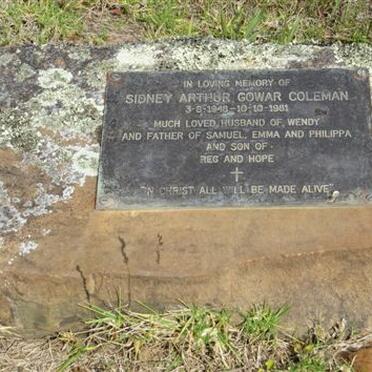 IN LOVING MEMORY OF
SIDNEY ARTHUR GOWAR COLEMAN
3-8-1948-10-10-1981
MUCH LOVED HUSBAND OF WENDY
AND FATHER OF SAMUEL, EMMA AND PHILIPPA
AND SON OF
REG AND HOPE
"IN CHRIST ALL WILL BE MADE ALIVE"